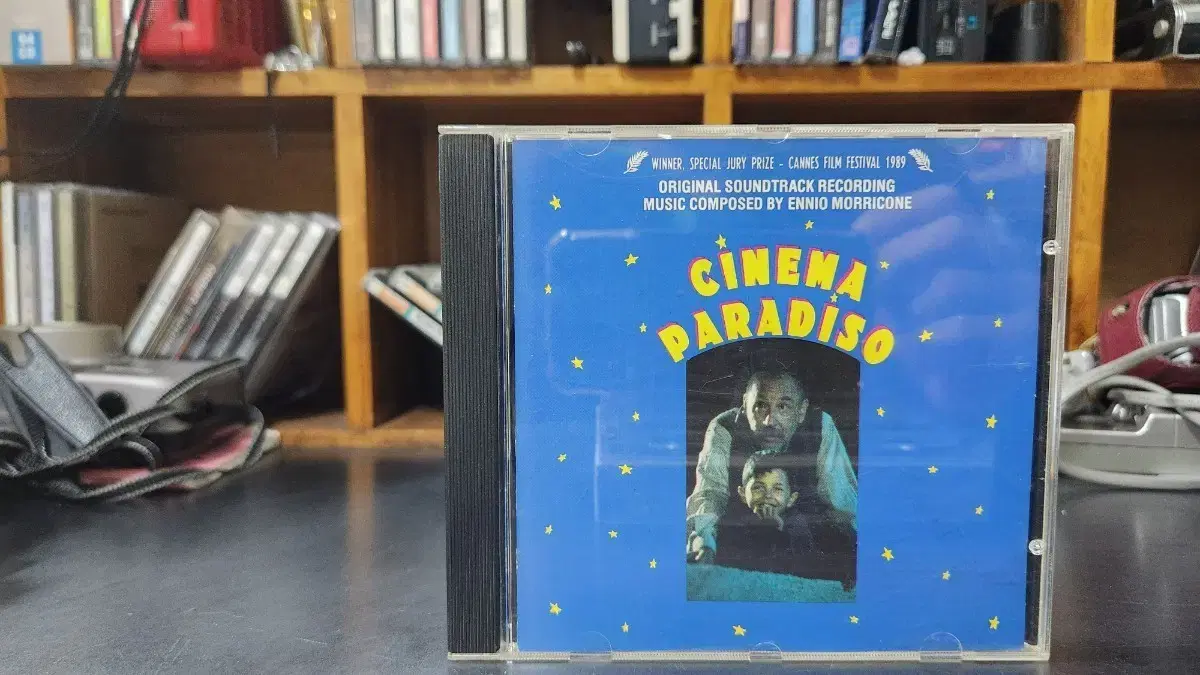 WINNER, SPECIAL JURY PRIZE - CANNES FILM FESTIVAL 1989
ORIGINAL SOUNDTRACK RECORDING
MUSIC COMPOSED BY ENNIO MORRICONE
CINEMA
PARADISO